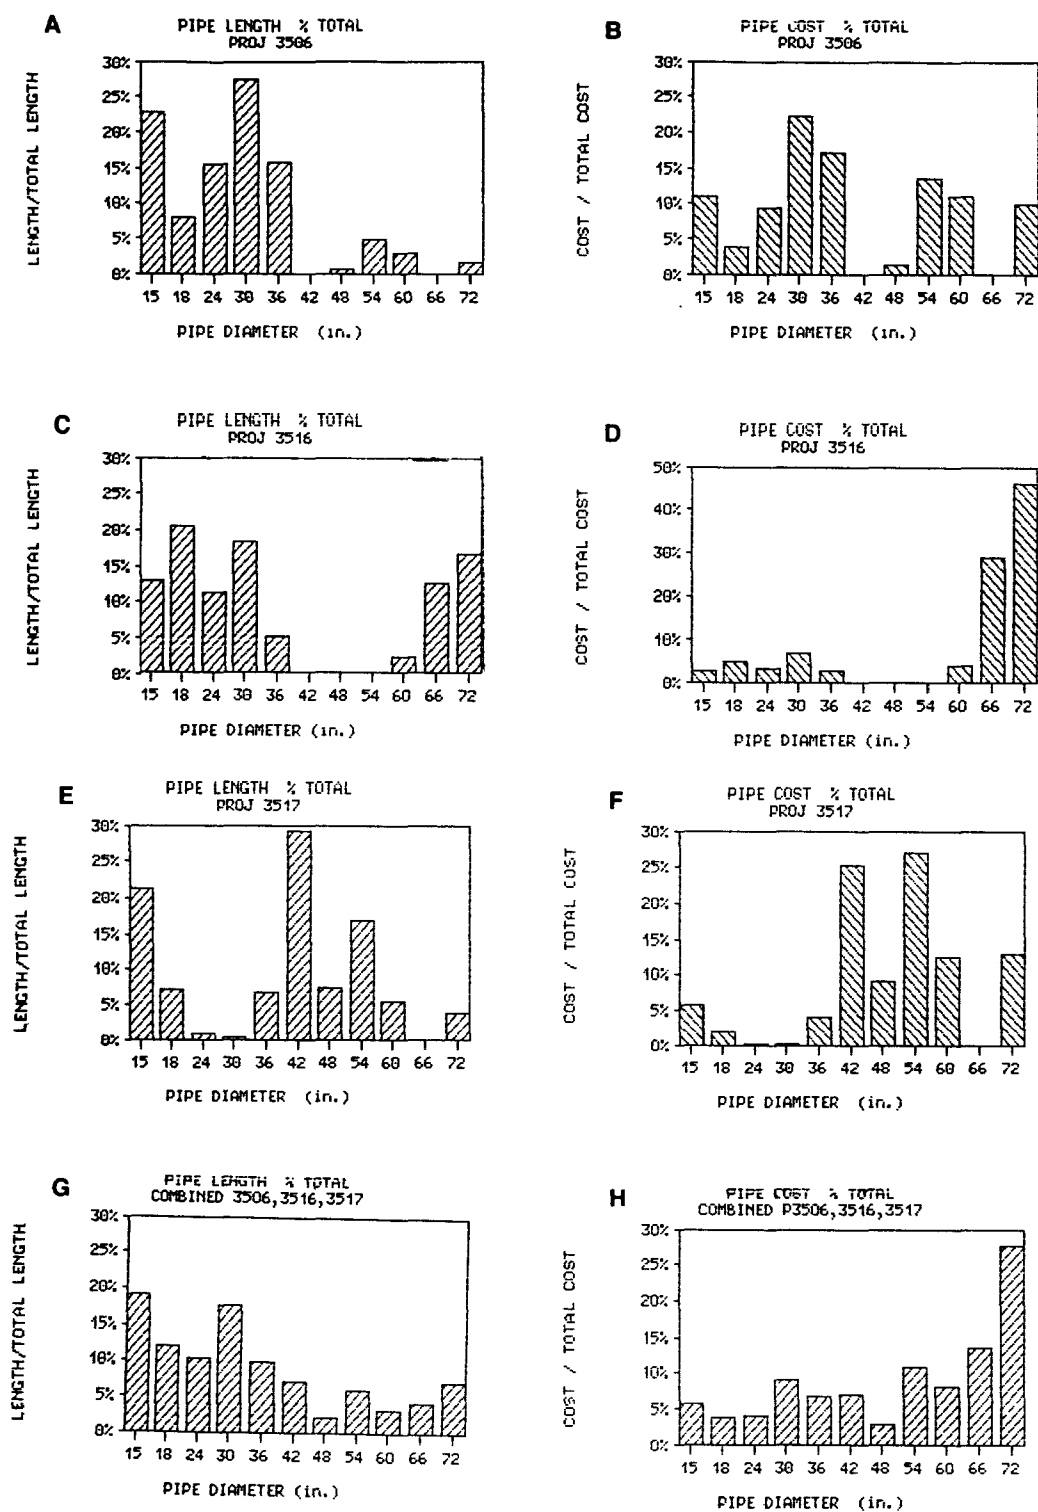 A
PIPE LENGTH % TOTAL
PROJ 3506
LENGTH/TOTAL LENGTH
30%
25%
20%
15%
10%
5%
0%
15 18 24 30 36 42 48 54 60 66 72
PIPE DIAMETER (in.)
B
PIPE COST % TOTAL
PROJ 3506
COST / TOTAL COST
30%
25%
20%
15%
10%
5%
0%
15 18 24 30 36 42 48 54 60 66 72
PIPE DIAMETER (in.)
C
PIPE LENGTH % TOTAL
PROJ 3516
LENGTH/TOTAL LENGTH
30%
25%
20%
15%
10%
5%
0%
15 18 24 30 36 42 48 54 60 66 72
PIPE DIAMETER (in.)
D
PIPE COST % TOTAL
PROJ 3516
COST / TOTAL COST
50%
40%
30%
20%
10%
0%
15 18 24 30 36 42 48 54 60 66 72
PIPE DIAMETER (in.)
E
PIPE LENGTH % TOTAL
PROJ 3517
LENGTH/TOTAL LENGTH
30%
25%
20%
15%
10%
5%
0%
15 18 24 30 36 42 48 54 60 66 72
PIPE DIAMETER (in.)
F
PIPE COST % TOTAL
PROJ 3517
COST / TOTAL COST
30%
25%
20%
15%
10%
5%
0%
15 18 24 30 36 42 48 54 60 66 72
PIPE DIAMETER (in.)
G
PIPE LENGTH % TOTAL
COMBINED 3506,3516,3517
LENGTH/TOTAL LENGTH
30%
25%
20%
15%
10%
5%
0%
15 18 24 30 36 42 48 54 60 66 72
PIPE DIAMETER (in.)
H
PIPE COST % TOTAL
COMBINED P3506,3516,3517
COST / TOTAL COST
30%
25%
20%
15%
10%
5%
0%
15 18 24 30 36 42 48 54 60 66 72
PIPE DIAMETER (in.)